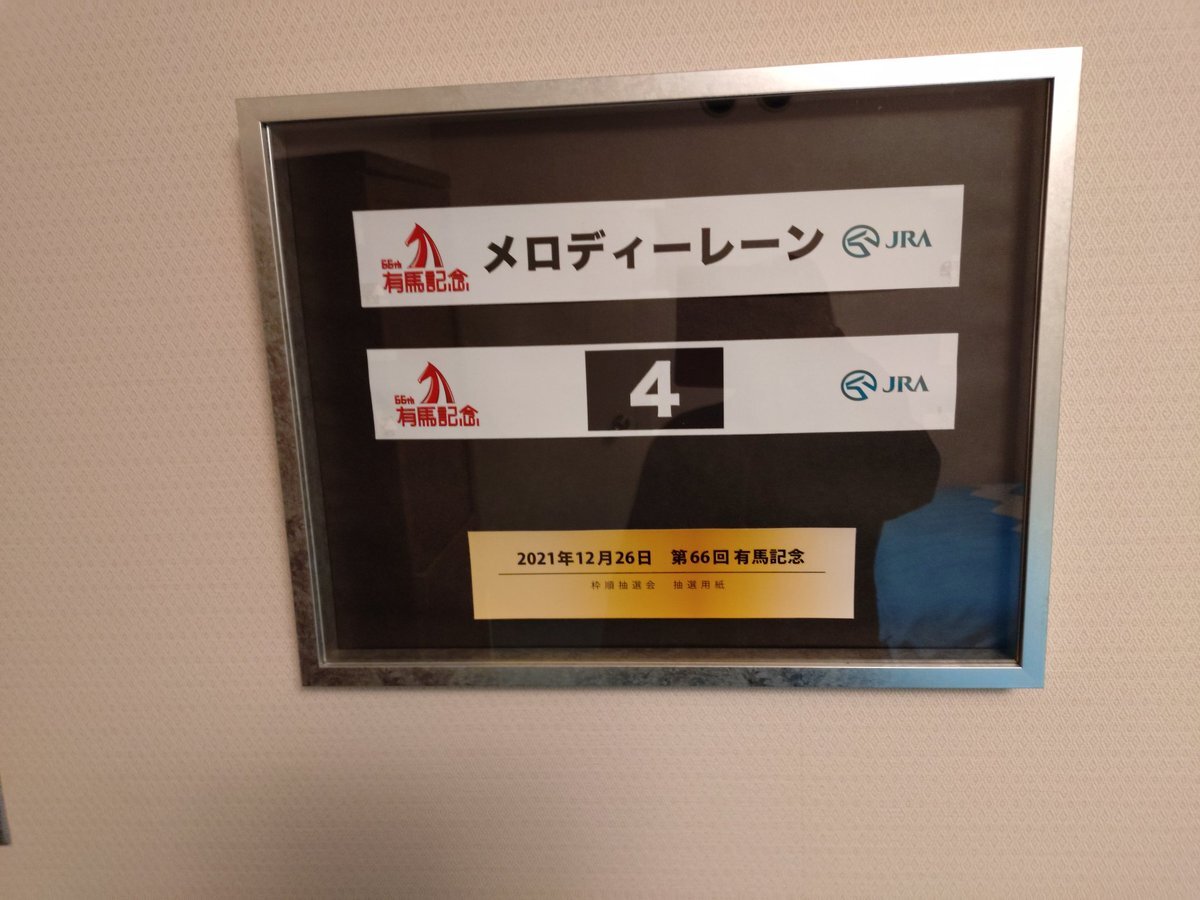 66th
有馬記念
メロディーレーン
JRA
66th
有馬記念
4
JRA
2021年12月26日 第66回 有馬記念
枠順抽選会 抽選用紙